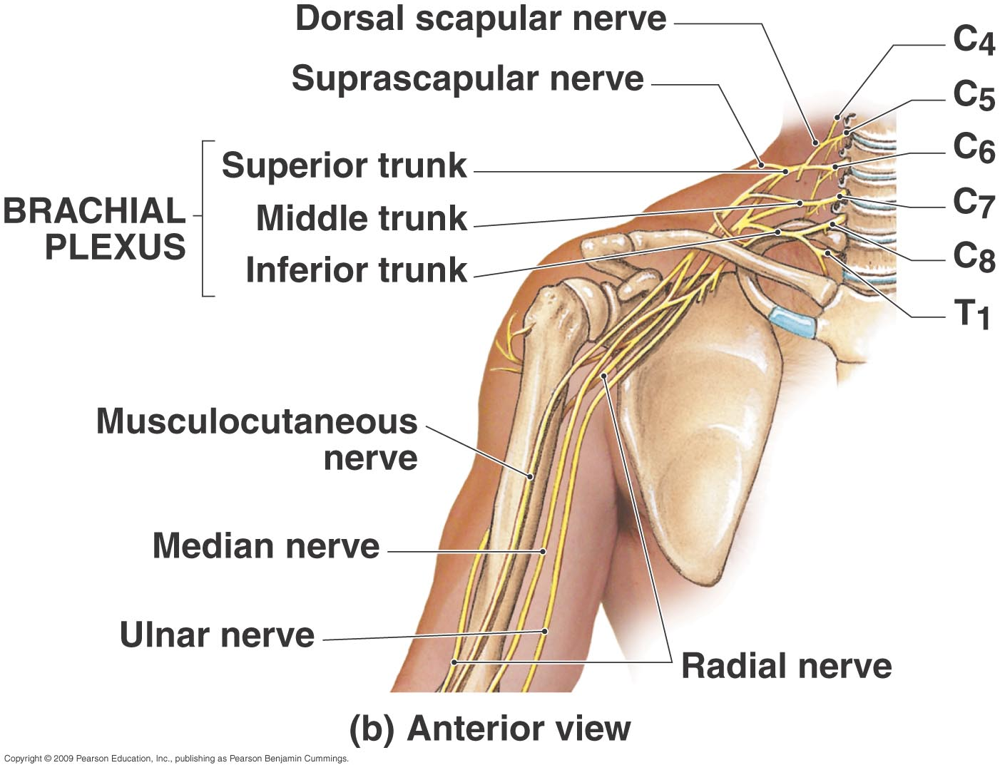 Dorsal scapular nerve
C4
Suprascapular nerve
C5
C6
Superior trunk
BRACHIAL
PLEXUS
Middle trunk
C7
Inferior trunk
C8
T1
Musculocutaneous
nerve
Median nerve
Ulnar nerve
Radial nerve
(b) Anterior view
Copyright © 2009 Pearson Education, Inc., publishing as Pearson Benjamin Cummings.